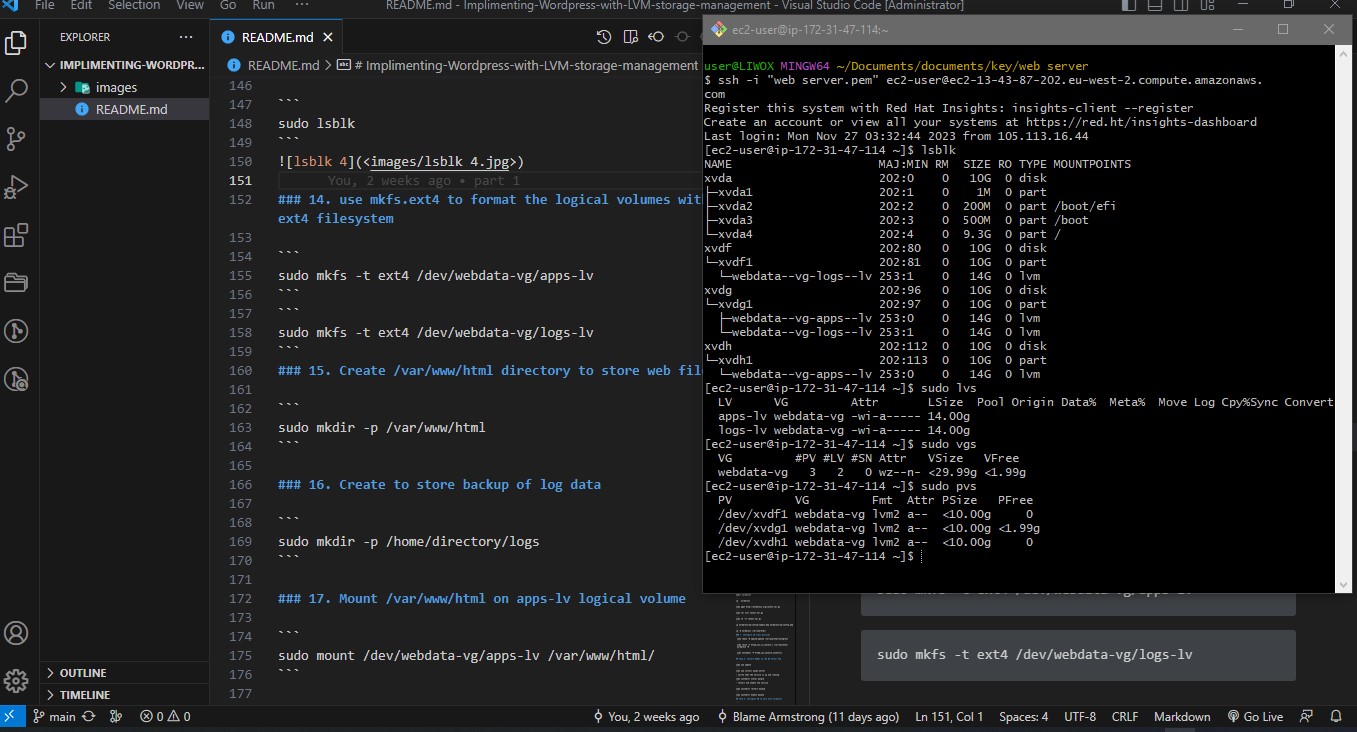 File Edit Selection View Go Run ···
README.md - Implimenting-Wordpress-with-LVM-storage-management - Visual Studio Code [Administrator]
EXPLORER ···
IMPLIMENTING-WORDPR...
images
README.md
OUTLINE
TIMELINE
README.md
README.md > # Implimenting-Wordpress-with-LVM-storage-management
146
147 ```
148 sudo lsblk
149 ```
150 ![lsblk 4](<images/lsblk 4.jpg>)
151 You, 2 weeks ago • part 1
152 ### 14. use mkfs.ext4 to format the logical volumes wit
ext4 filesystem
153
154 ```
155 sudo mkfs -t ext4 /dev/webdata-vg/apps-lv
156 ```
157 ```
158 sudo mkfs -t ext4 /dev/webdata-vg/logs-lv
159 ```
160 ### 15. Create /var/www/html directory to store web fil
161
162 ```
163 sudo mkdir -p /var/www/html
164 ```
165
166 ### 16. Create to store backup of log data
167
168 ```
169 sudo mkdir -p /home/directory/logs
170 ```
171
172 ### 17. Mount /var/www/html on apps-lv logical volume
173
174 ```
175 sudo mount /dev/webdata-vg/apps-lv /var/www/html/
176 ```
177
ec2-user@ip-172-31-47-114:~
user@LIWOX MINGW64 ~/Documents/documents/key/web server
$ ssh -i "web server.pem" ec2-user@ec2-13-43-87-202.eu-west-2.compute.amazonaws.
com
Register this system with Red Hat Insights: insights-client --register
Create an account or view all your systems at https://red.ht/insights-dashboard
Last login: Mon Nov 27 03:32:44 2023 from 105.113.16.44
[ec2-user@ip-172-31-47-114 ~]$ lsblk
NAME MAJ:MIN RM SIZE RO TYPE MOUNTPOINTS
xvda 202:0 0 10G 0 disk
├─xvda1 202:1 0 1M 0 part
├─xvda2 202:2 0 200M 0 part /boot/efi
├─xvda3 202:3 0 500M 0 part /boot
└─xvda4 202:4 0 9.3G 0 part /
xvdf 202:80 0 10G 0 disk
└─xvdf1 202:81 0 10G 0 part
└─webdata--vg-logs--lv 253:1 0 14G 0 lvm
xvdg 202:96 0 10G 0 disk
└─xvdg1 202:97 0 10G 0 part
├─webdata--vg-apps--lv 253:0 0 14G 0 lvm
└─webdata--vg-logs--lv 253:1 0 14G 0 lvm
xvdh 202:112 0 10G 0 disk
└─xvdh1 202:113 0 10G 0 part
└─webdata--vg-apps--lv 253:0 0 14G 0 lvm
[ec2-user@ip-172-31-47-114 ~]$ sudo lvs
LV VG Attr LSize Pool Origin Data% Meta% Move Log Cpy%Sync Convert
apps-lv webdata-vg -wi-a----- 14.00g
logs-lv webdata-vg -wi-a----- 14.00g
[ec2-user@ip-172-31-47-114 ~]$ sudo vgs
VG #PV #LV #SN Attr VSize VFree
webdata-vg 3 2 0 wz--n- <29.99g <1.99g
[ec2-user@ip-172-31-47-114 ~]$ sudo pvs
PV VG Fmt Attr PSize PFree
/dev/xvdf1 webdata-vg lvm2 a-- <10.00g 0
/dev/xvdg1 webdata-vg lvm2 a-- <10.00g <1.99g
/dev/xvdh1 webdata-vg lvm2 a-- <10.00g 0
[ec2-user@ip-172-31-47-114 ~]$
sudo mkfs -t ext4 /dev/webdata-vg/logs-lv
main 0 0 You, 2 weeks ago Blame Armstrong (11 days ago) Ln 151, Col 1 Spaces: 4 UTF-8 CRLF Markdown Go Live